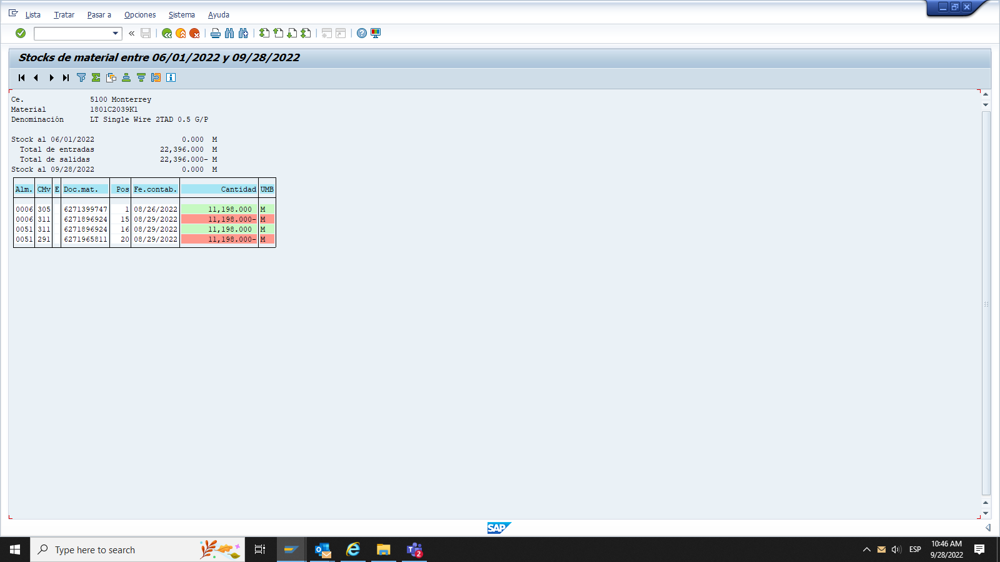 Lista Tratar Pasar a Opciones Sistema Ayuda
Stocks de material entre 06/01/2022 y 09/28/2022
Ce. 5100 Monterrey
Material 1801C2039K1
Denominación LT Single Wire 2TAD 0.5 G/P
Stock al 06/01/2022 0.000 M
Total de entradas 22,396.000 M
Total de salidas 22,396.000- M
Stock al 09/28/2022 0.000 M
Alm. CMv E Doc.mat. Pos Fe.contab. Cantidad UMB
0006 305 6271399747 1 08/26/2022 11,198.000 M
0006 311 6271896924 15 08/29/2022 11,198.000- M
0051 311 6271896924 16 08/29/2022 11,198.000 M
0051 291 6271965811 20 08/29/2022 11,198.000- M
SAP
Type here to search
2
ESP
10:46 AM
9/28/2022